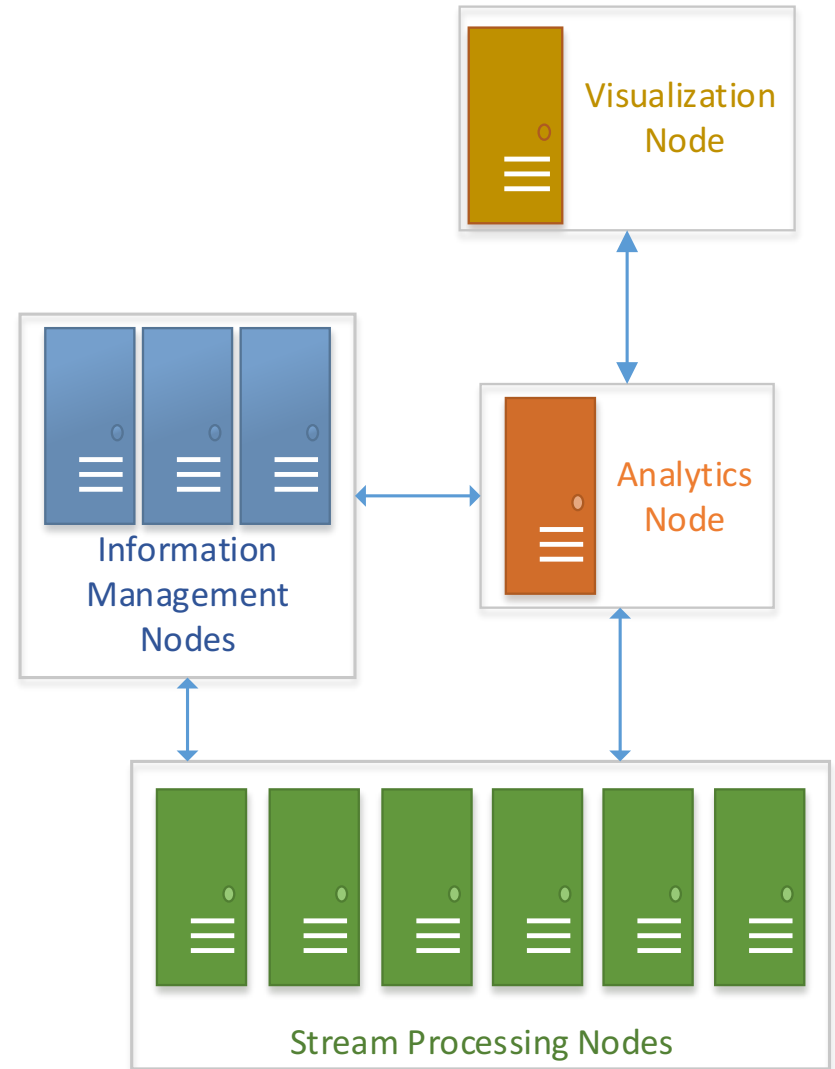 Visualization
Node
Analytics
Node
Information
Management
Nodes
Stream Processing Nodes